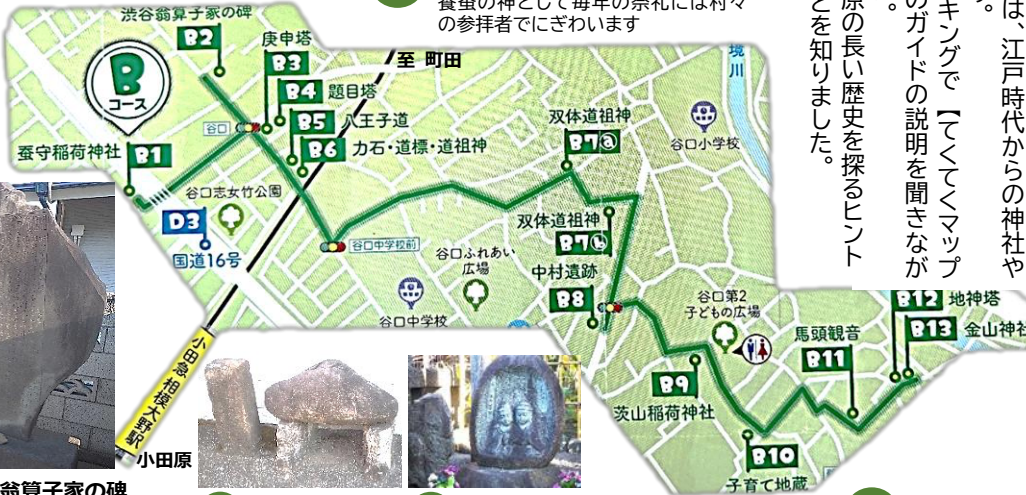 養蚕の神として毎年の祭礼には村々
の参拝者でにぎわいます
は、江戸時代からの神社や
。
キングで【てくてくマップ
のガイドの説明を聞きなが
。
原の長い歴史を探るヒント
とを知りました。
渋谷翁算子家の碑
B2
庚申塔
B3
B4 題目塔
B5 八王子道
B6 力石・道標・道祖神
B
コース
谷口
蚕守稲荷神社 B1
至 町田
境川
双体道祖神
B7ⓐ
谷口小学校
谷口志女竹公園
D3
国道16号
谷口中学校前
双体道祖神
B7ⓑ
谷口ふれあい
広場
中村遺跡
B8
谷口中学校
谷口第2
子どもの広場
馬頭観音
B11
B12 地神塔
B13 金山神社
B9
茨山稲荷神社
B10
子育て地蔵
小田急 相模大野駅
小田原
翁算子家の碑